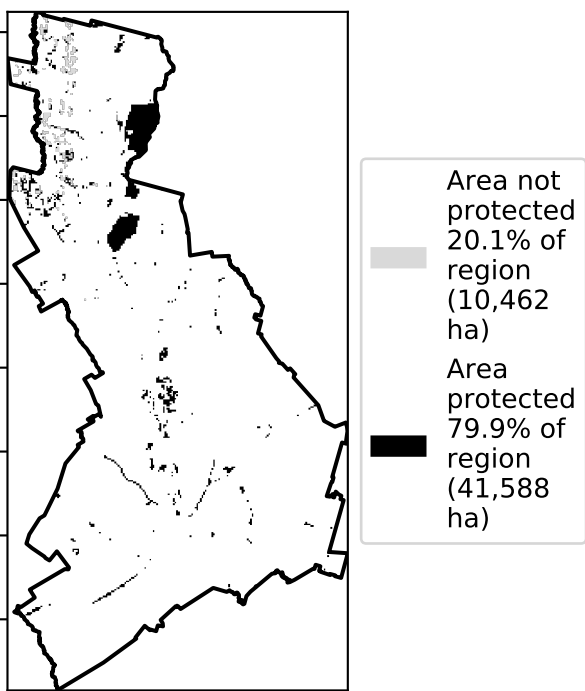 Area not
protected
20.1% of
region
(10,462
ha)
Area
protected
79.9% of
region
(41,588
ha)